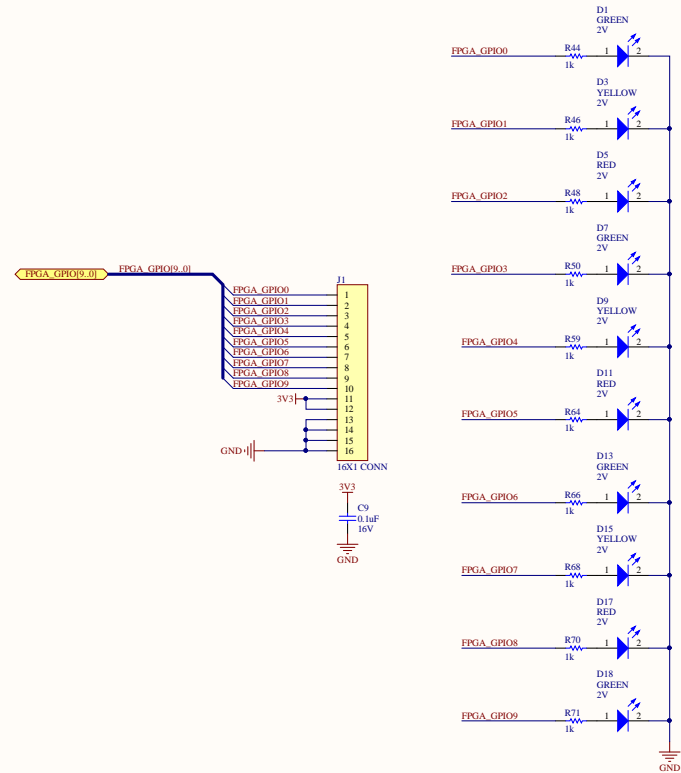 FPGA_GPIO[9..0]
FPGA_GPIO[9..0]
J1
FPGA_GPIO0 1
FPGA_GPIO1 2
FPGA_GPIO2 3
FPGA_GPIO3 4
FPGA_GPIO4 5
FPGA_GPIO5 6
FPGA_GPIO6 7
FPGA_GPIO7 8
FPGA_GPIO8 9
FPGA_GPIO9 10
3V3 11
12
13
14
15
GND 16
16X1 CONN
3V3
C9
0.1uF
16V
GND
D1
GREEN
2V
FPGA_GPIO0 R44 1 2
1k
D3
YELLOW
2V
FPGA_GPIO1 R46 1 2
1k
D5
RED
2V
FPGA_GPIO2 R48 1 2
1k
D7
GREEN
2V
FPGA_GPIO3 R50 1 2
1k
D9
YELLOW
2V
FPGA_GPIO4 R59 1 2
1k
D11
RED
2V
FPGA_GPIO5 R64 1 2
1k
D13
GREEN
2V
FPGA_GPIO6 R66 1 2
1k
D15
YELLOW
2V
FPGA_GPIO7 R68 1 2
1k
D17
RED
2V
FPGA_GPIO8 R70 1 2
1k
D18
GREEN
2V
FPGA_GPIO9 R71 1 2
1k
GND